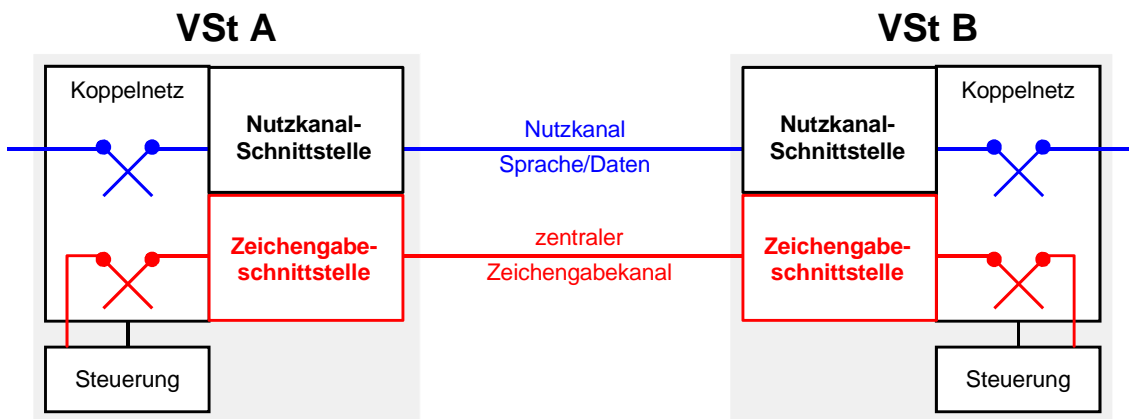 VSt A
VSt B
Koppelnetz
Nutzkanal-
Schnittstelle
Nutzkanal
Sprache/Daten
Nutzkanal-
Schnittstelle
Koppelnetz
Zeichengabe-
schnittstelle
zentraler
Zeichengabekanal
Zeichengabe-
schnittstelle
Steuerung
Steuerung